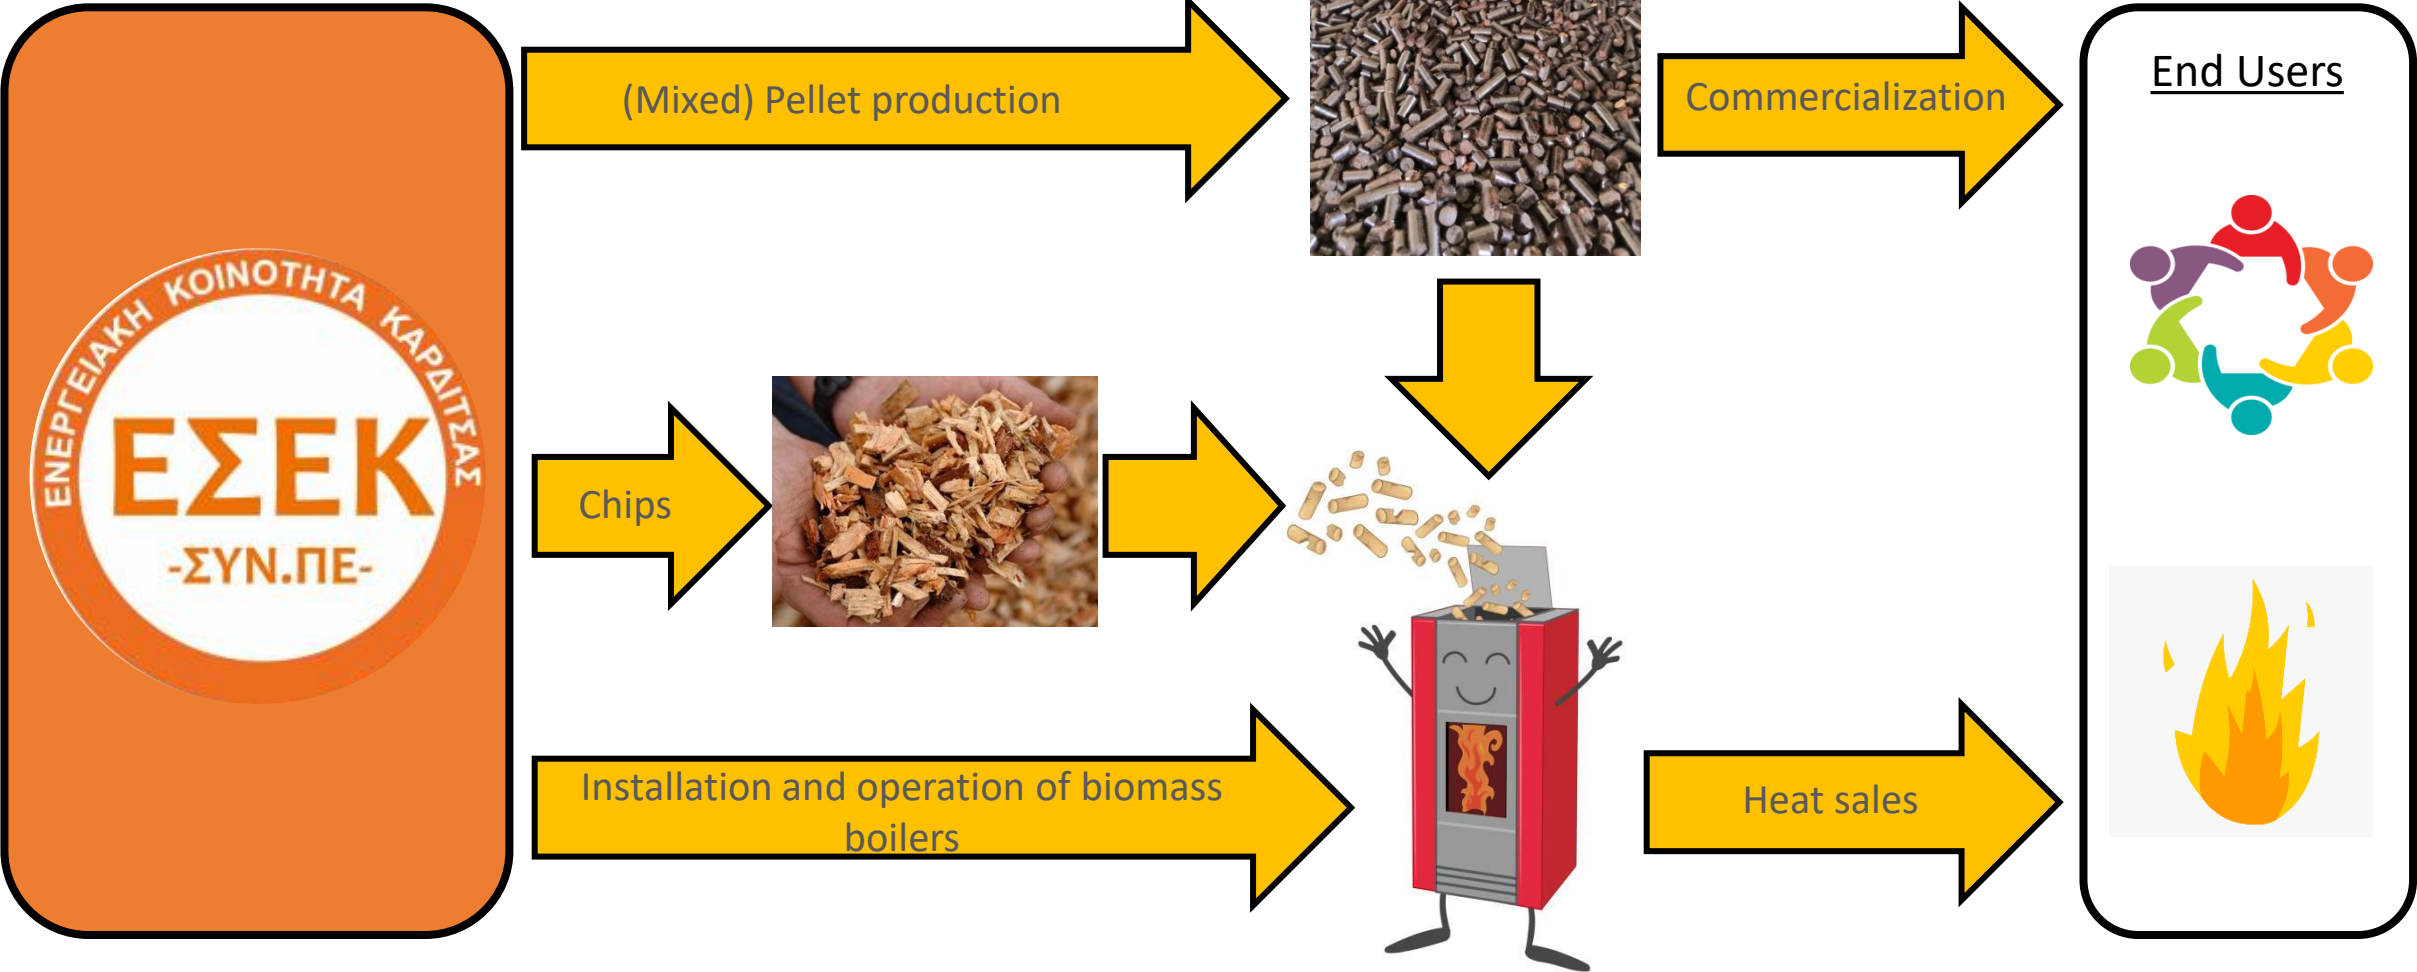 ΕΝΕΡΓΕΙΑΚΗ ΚΟΙΝΟΤΗΤΑ ΚΑΡΔΙΤΣΑΣ
ΕΣΕΚ
-ΣΥΝ.ΠΕ-
(Mixed) Pellet production
Commercialization
End Users
Chips
Installation and operation of biomass
boilers
Heat sales